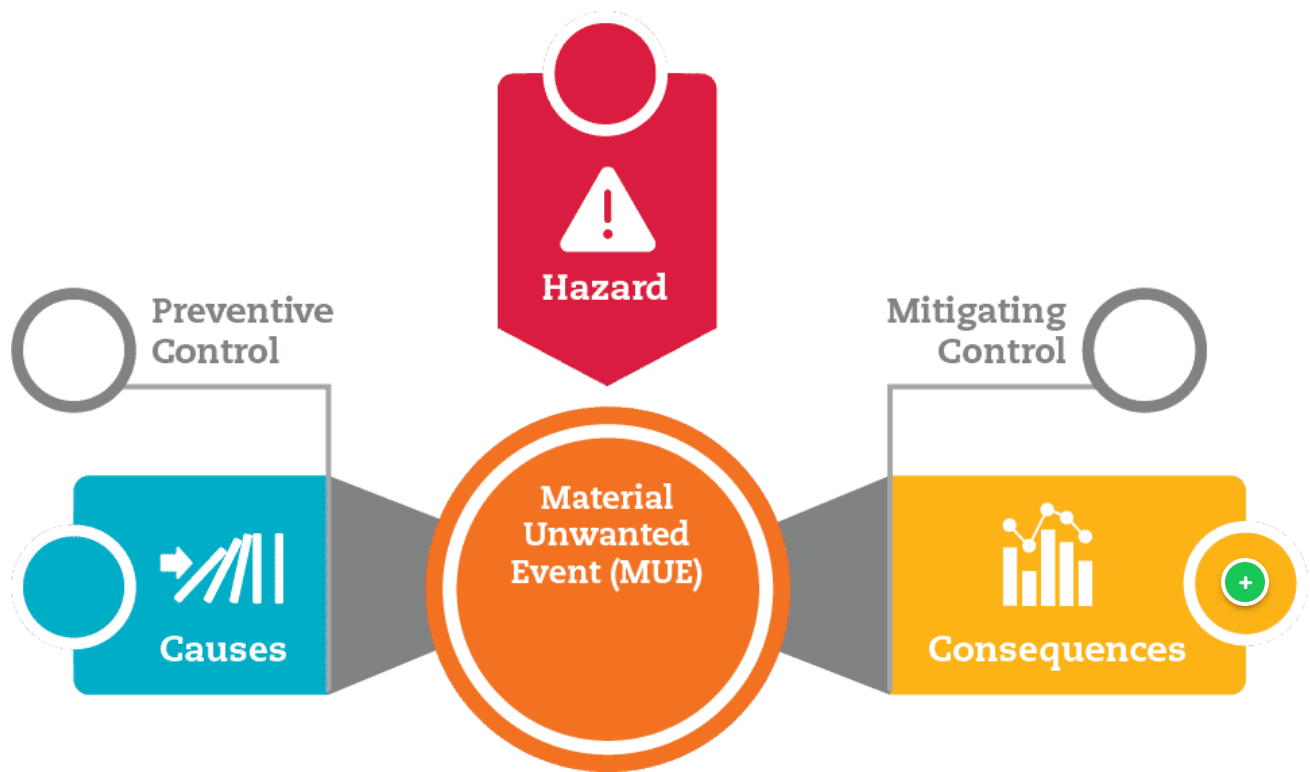 Hazard
Preventive
Control
Mitigating
Control
Material
Unwanted
Event (MUE)
Causes
Consequences